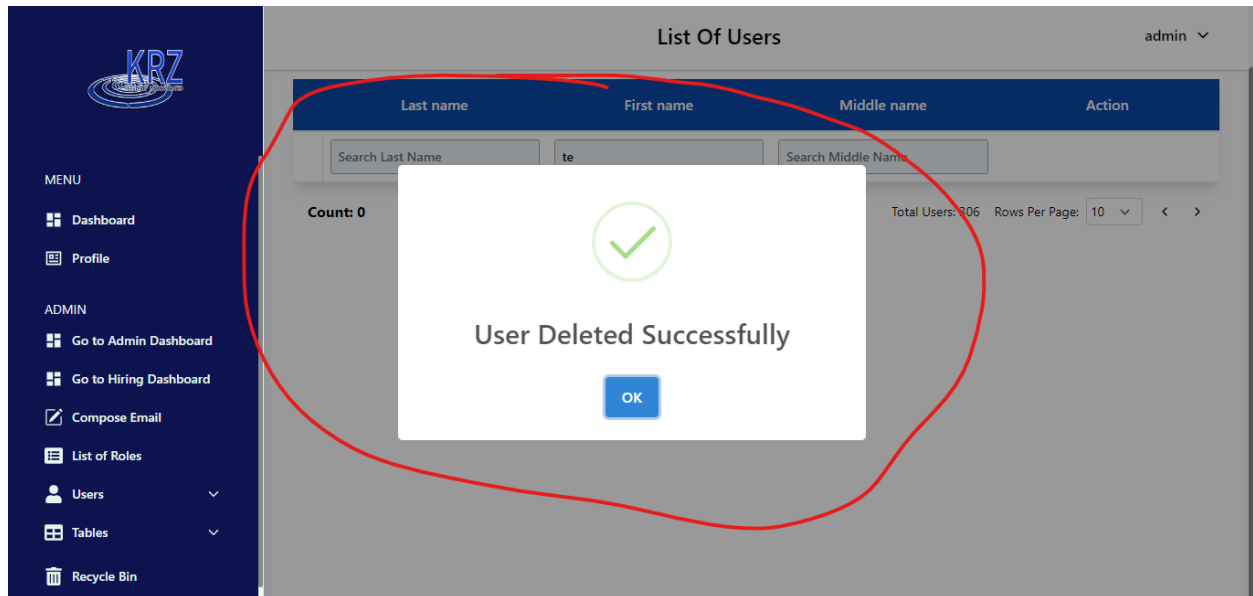 KRZ
MENU
Dashboard
Profile
ADMIN
Go to Admin Dashboard
Go to Hiring Dashboard
Compose Email
List of Roles
Users
Tables
Recycle Bin
List Of Users
admin
Last name First name Middle name Action
Search Last Name te Search Middle Name
Count: 0 Total Users: 306 Rows Per Page: 10
User Deleted Successfully
OK